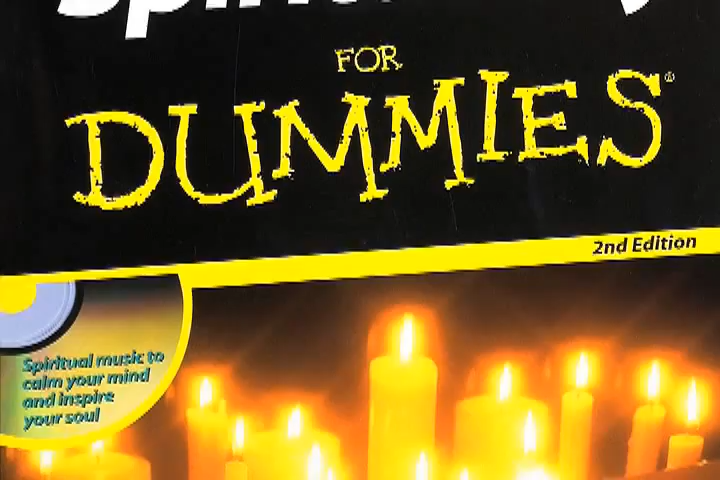 FOR
DUMMIES®
2nd Edition
Spiritual music to
calm your mind
and inspire
your soul